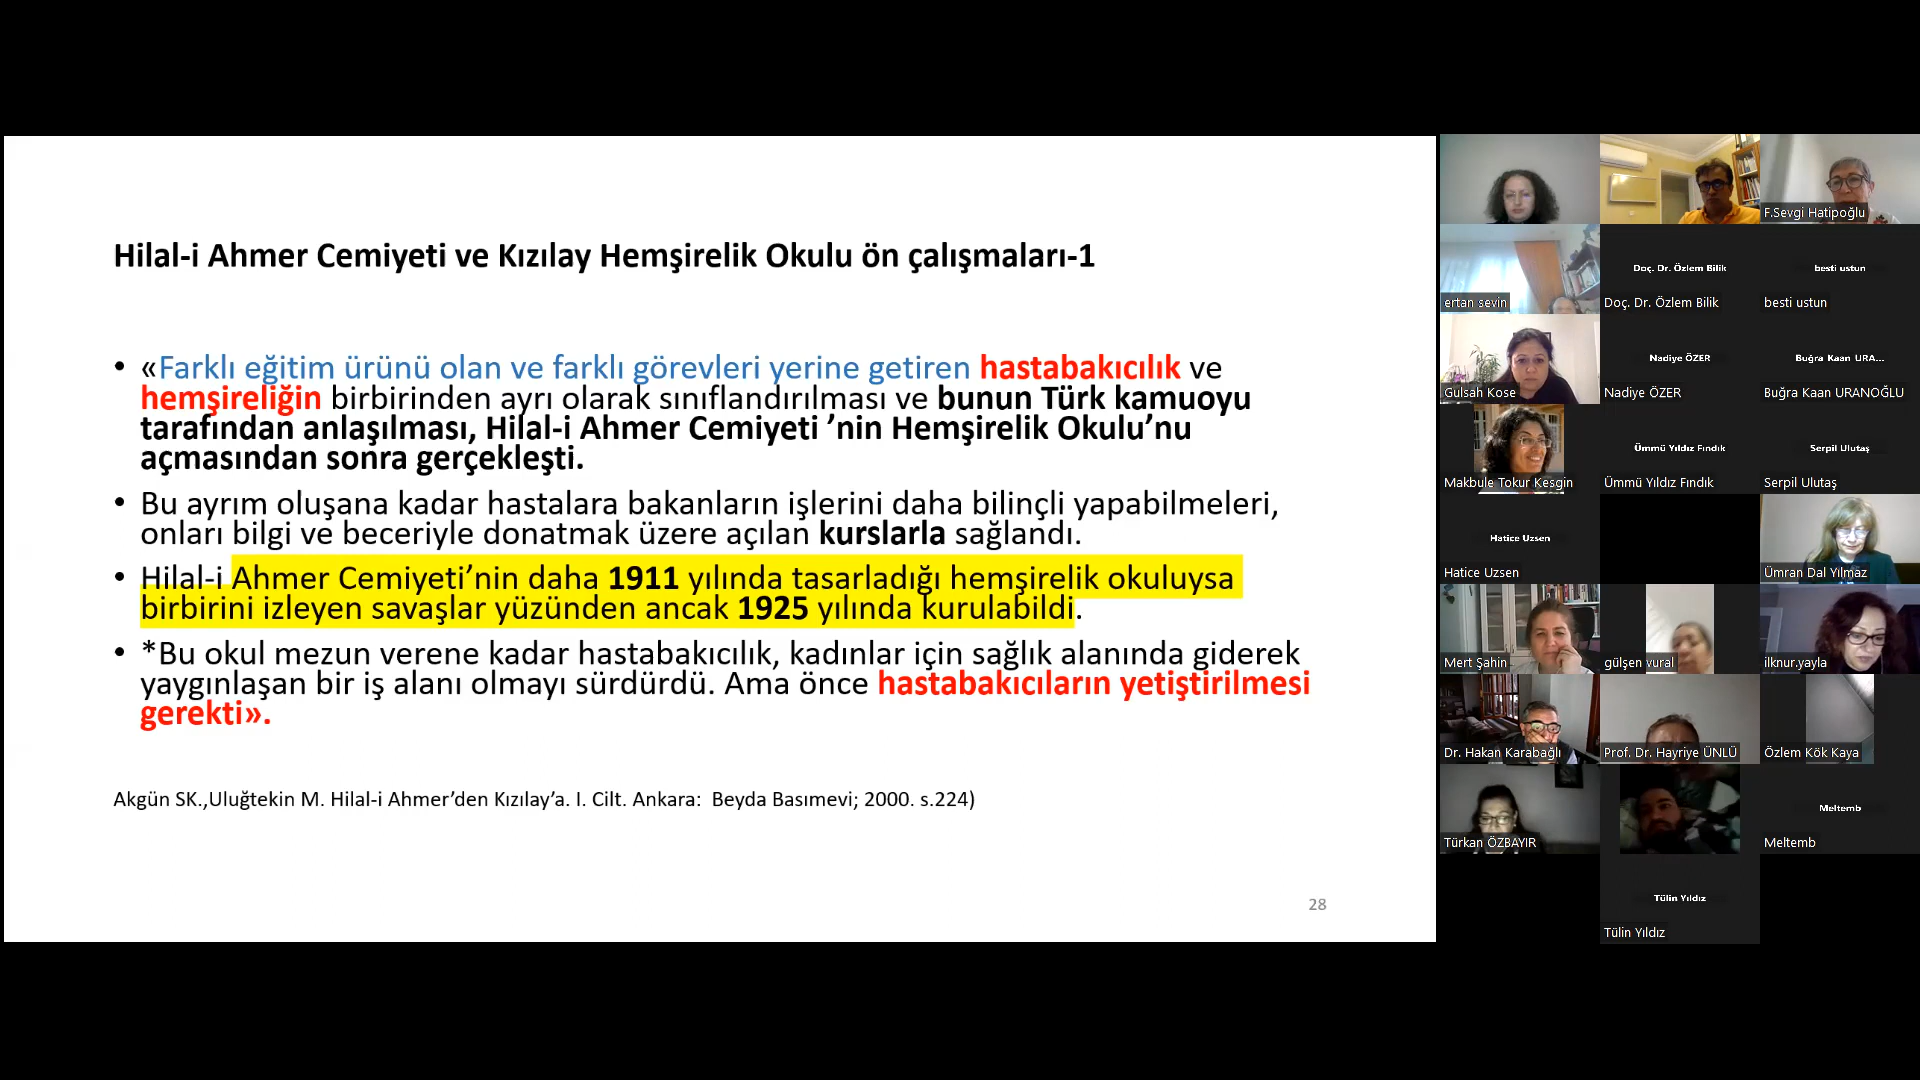 Hilal-i Ahmer Cemiyeti ve Kızılay Hemşirelik Okulu ön çalışmaları-1
• «Farklı eğitim ürünü olan ve farklı görevleri yerine getiren hastabakıcılık ve
hemşireliğin birbirinden ayrı olarak sınıflandırılması ve bunun Türk kamuoyu
tarafından anlaşılması, Hilal-i Ahmer Cemiyeti ’nin Hemşirelik Okulu’nu
açmasından sonra gerçekleşti.
• Bu ayrım oluşana kadar hastalara bakanların işlerini daha bilinçli yapabilmeleri,
onları bilgi ve beceriyle donatmak üzere açılan kurslarla sağlandı.
• Hilal-i Ahmer Cemiyeti’nin daha 1911 yılında tasarladığı hemşirelik okuluysa
birbirini izleyen savaşlar yüzünden ancak 1925 yılında kurulabildi.
• *Bu okul mezun verene kadar hastabakıcılık, kadınlar için sağlık alanında giderek
yaygınlaşan bir iş alanı olmayı sürdürdü. Ama önce hastabakıcıların yetiştirilmesi
gerekti».
Akgün SK.,Uluğtekin M. Hilal-i Ahmer’den Kızılay’a. I. Cilt. Ankara: Beyda Basımevi; 2000. s.224)
28
F.Sevgi Hatipoğlu
ertan sevin
Doç. Dr. Özlem Bilik
Doç. Dr. Özlem Bilik
besti ustun
besti ustun
Gulsah Kose
Nadiye ÖZER
Nadiye ÖZER
Buğra Kaan URA...
Buğra Kaan URANOĞLU
Makbule Tokur Kesgin
Ümmü Yıldız Fındık
Ümmü Yıldız Fındık
Serpil Ulutaş
Serpil Ulutaş
Hatice Uzsen
Hatice Uzsen
Ümran Dal Yılmaz
Mert Şahin
gülşen vural
ilknur.yayla
Dr. Hakan Karabağlı
Prof. Dr. Hayriye ÜNLÜ
Özlem Kök Kaya
Türkan ÖZBAYIR
Meltemb
Meltemb
Tülin Yıldız
Tülin Yıldız